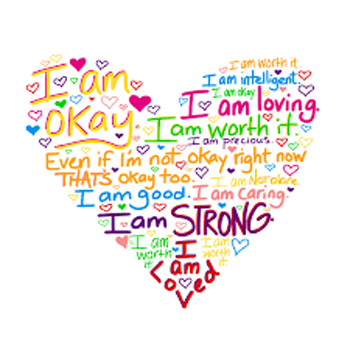 I am okay.
I am worth it.
I am intelligent.
I am okay
I am loving.
I am worth it.
I am precious.
Even if I'm not okay right now
THATS okay too.
I am Not alone.
I am good.
I am caring.
I am STRONG.
I am worth it
I am Loved
I am worth it